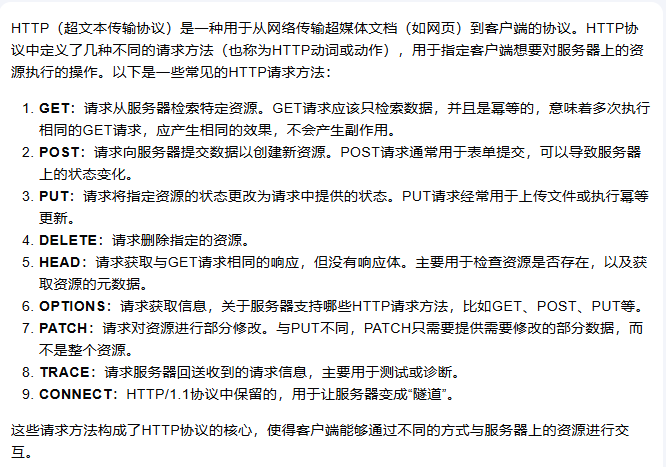 HTTP（超文本传输协议）是一种用于从网络传输超媒体文档（如网页）到客户端的协议。HTTP协
议中定义了几种不同的请求方法（也称为HTTP动词或动作），用于指定客户端想要对服务器上的资
源执行的操作。以下是一些常见的HTTP请求方法：
1. GET：请求从服务器检索特定资源。GET请求应该只检索数据，并且是幂等的，意味着多次执行
相同的GET请求，应产生相同的效果，不会产生副作用。
2. POST：请求向服务器提交数据以创建新资源。POST请求通常用于表单提交，可以导致服务器
上的状态变化。
3. PUT：请求将指定资源的状态更改为请求中提供的状态。PUT请求经常用于上传文件或执行幂等
更新。
4. DELETE：请求删除指定的资源。
5. HEAD：请求获取与GET请求相同的响应，但没有响应体。主要用于检查资源是否存在，以及获
取资源的元数据。
6. OPTIONS：请求获取信息，关于服务器支持哪些HTTP请求方法，比如GET、POST、PUT等。
7. PATCH：请求对资源进行部分修改。与PUT不同，PATCH只需要提供需要修改的部分数据，而
不是整个资源。
8. TRACE：请求服务器回送收到的请求信息，主要用于测试或诊断。
9. CONNECT：HTTP/1.1协议中保留的，用于让服务器变成“隧道”。
这些请求方法构成了HTTP协议的核心，使得客户端能够通过不同的方式与服务器上的资源进行交
互。